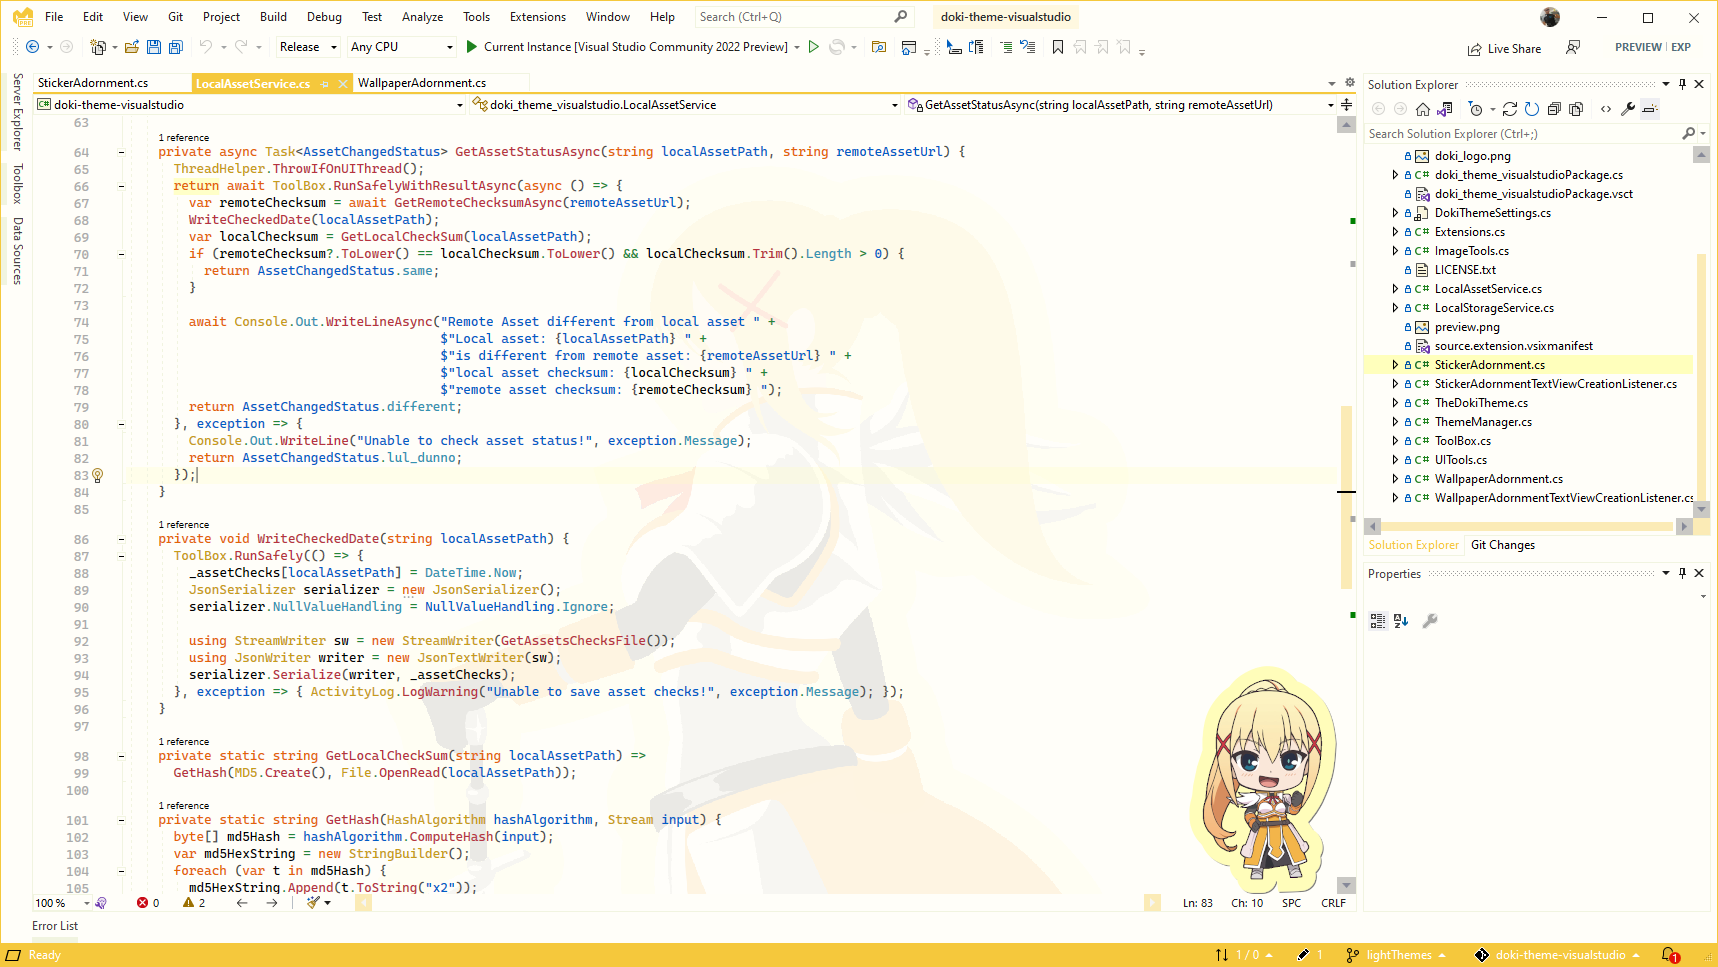 File Edit View Git Project Build Debug Test Analyze Tools Extensions Window Help Search (Ctrl+Q) doki-theme-visualstudio
Release Any CPU Current Instance [Visual Studio Community 2022 Preview] Live Share PREVIEW EXP
Server Explorer
Toolbox
Data Sources
StickerAdornment.cs LocalAssetService.cs WallpaperAdornment.cs
C# doki-theme-visualstudio doki_theme_visualstudio.LocalAssetService GetAssetStatusAsync(string localAssetPath, string remoteAssetUrl)
63
1 reference
64 private async Task<AssetChangedStatus> GetAssetStatusAsync(string localAssetPath, string remoteAssetUrl) {
65 ThreadHelper.ThrowIfOnUIThread();
66 return await ToolBox.RunSafelyWithResultAsync(async () => {
67 var remoteChecksum = await GetRemoteChecksumAsync(remoteAssetUrl);
68 WriteCheckedDate(localAssetPath);
69 var localChecksum = GetLocalCheckSum(localAssetPath);
70 if (remoteChecksum?.ToLower() == localChecksum.ToLower() && localChecksum.Trim().Length > 0) {
71 return AssetChangedStatus.same;
72 }
73
74 await Console.Out.WriteLineAsync("Remote Asset different from local asset " +
75 $"Local asset: {localAssetPath} " +
76 $"is different from remote asset: {remoteAssetUrl} " +
77 $"local asset checksum: {localChecksum} " +
78 $"remote asset checksum: {remoteChecksum} ");
79 return AssetChangedStatus.different;
80 }, exception => {
81 Console.Out.WriteLine("Unable to check asset status!", exception.Message);
82 return AssetChangedStatus.lul_dunno;
83 });
84 }
85
1 reference
86 private void WriteCheckedDate(string localAssetPath) {
87 ToolBox.RunSafely(() => {
88 _assetChecks[localAssetPath] = DateTime.Now;
89 JsonSerializer serializer = new JsonSerializer();
90 serializer.NullValueHandling = NullValueHandling.Ignore;
91
92 using StreamWriter sw = new StreamWriter(GetAssetsChecksFile());
93 using JsonWriter writer = new JsonTextWriter(sw);
94 serializer.Serialize(writer, _assetChecks);
95 }, exception => { ActivityLog.LogWarning("Unable to save asset checks!", exception.Message); });
96 }
97
1 reference
98 private static string GetLocalCheckSum(string localAssetPath) =>
99 GetHash(MD5.Create(), File.OpenRead(localAssetPath));
100
1 reference
101 private static string GetHash(HashAlgorithm hashAlgorithm, Stream input) {
102 byte[] md5Hash = hashAlgorithm.ComputeHash(input);
103 var md5HexString = new StringBuilder();
104 foreach (var t in md5Hash) {
105 md5HexString.Append(t.ToString("x2"));
100 % 0 2 Ln: 83 Ch: 10 SPC CRLF
Error List
Solution Explorer
Search Solution Explorer (Ctrl+;)
doki_logo.png
C# doki_theme_visualstudioPackage.cs
doki_theme_visualstudioPackage.vsct
DokiThemeSettings.cs
C# Extensions.cs
C# ImageTools.cs
LICENSE.txt
C# LocalAssetService.cs
C# LocalStorageService.cs
preview.png
source.extension.vsixmanifest
C# StickerAdornment.cs
C# StickerAdornmentTextViewCreationListener.cs
C# TheDokiTheme.cs
C# ThemeManager.cs
C# ToolBox.cs
C# UITools.cs
C# WallpaperAdornment.cs
C# WallpaperAdornmentTextViewCreationListener.cs
Solution Explorer Git Changes
Properties
Ready 1 / 0 1 lightThemes doki-theme-visualstudio 1